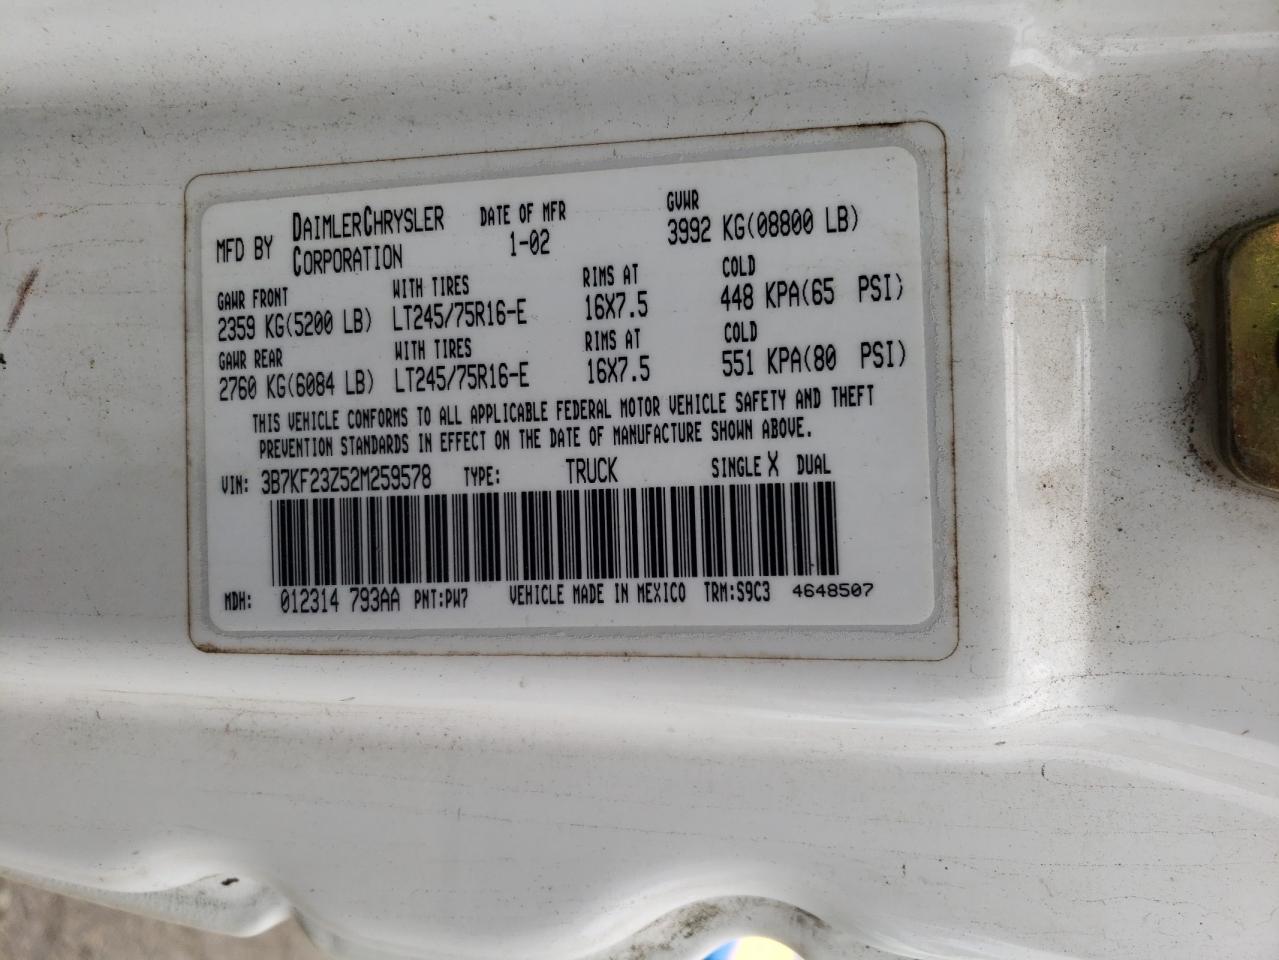 MFD BY DAIMLERCHRYSLER CORPORATION DATE OF MFR 1-02 GVWR 3992 KG(08800 LB)
GAWR FRONT WITH TIRES RIMS AT COLD
2359 KG(5200 LB) LT245/75R16-E 16X7.5 448 KPA(65 PSI)
GAWR REAR WITH TIRES RIMS AT COLD
2760 KG(6084 LB) LT245/75R16-E 16X7.5 551 KPA(80 PSI)
THIS VEHICLE CONFORMS TO ALL APPLICABLE FEDERAL MOTOR VEHICLE SAFETY AND THEFT
PREVENTION STANDARDS IN EFFECT ON THE DATE OF MANUFACTURE SHOWN ABOVE.
VIN: 3B7KF23Z52M259578 TYPE: TRUCK SINGLE X DUAL
MDH: 012314 793AA PNT:PW7 VEHICLE MADE IN MEXICO TRM:S9C3 4648507